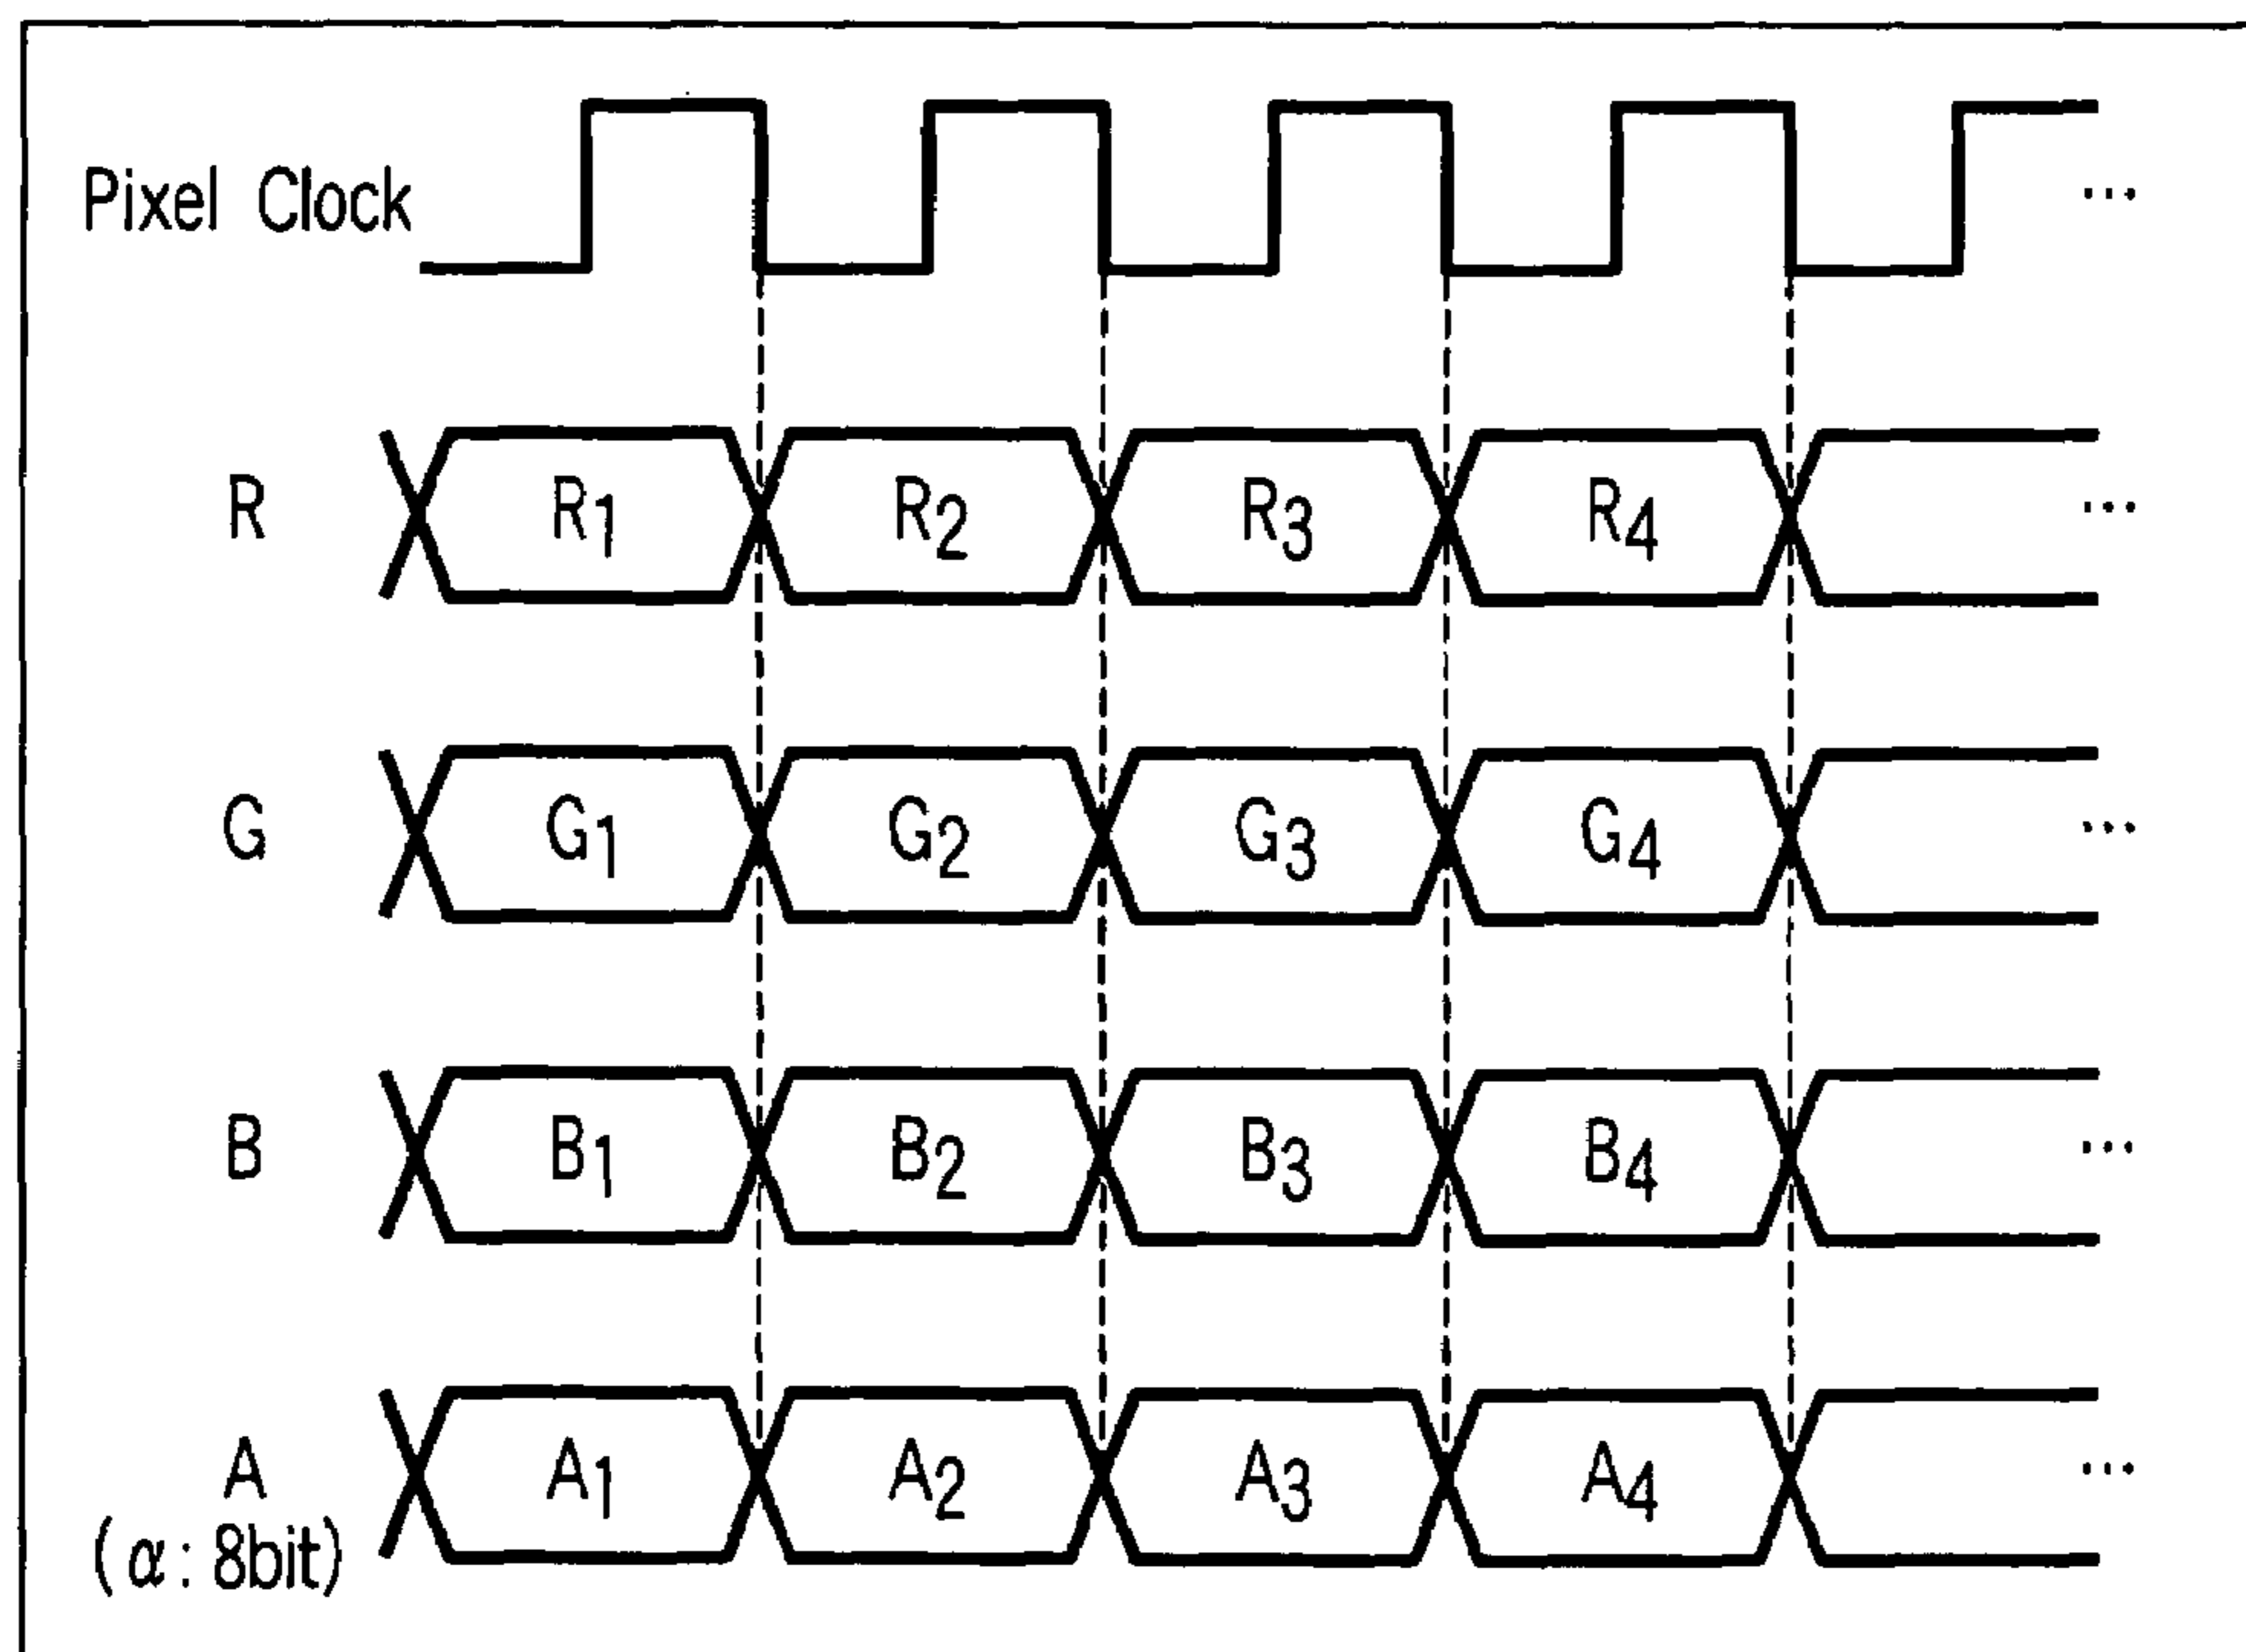 Pixel Clock ...
R R1 R2 R3 R4 ...
G G1 G2 G3 G4 ...
B B1 B2 B3 B4 ...
A A1 A2 A3 A4 ...
(α: 8bit)